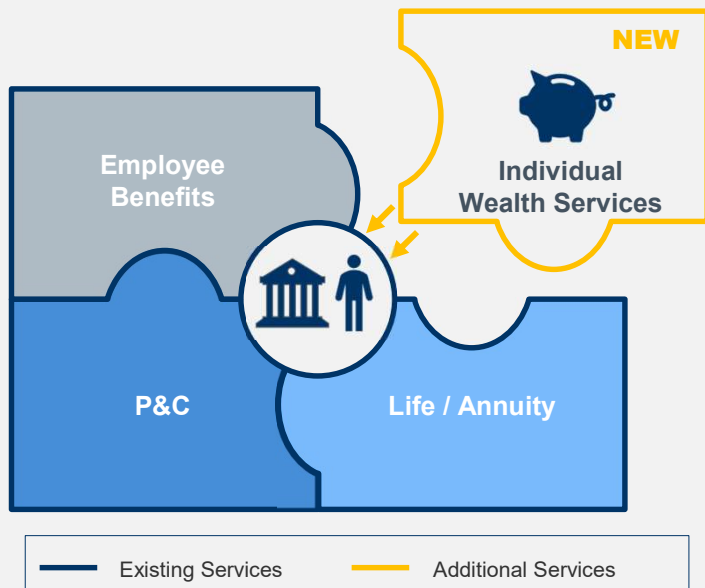 NEW
Employee
Benefits
Individual
Wealth Services
P&C
Life / Annuity
Existing Services
Additional Services